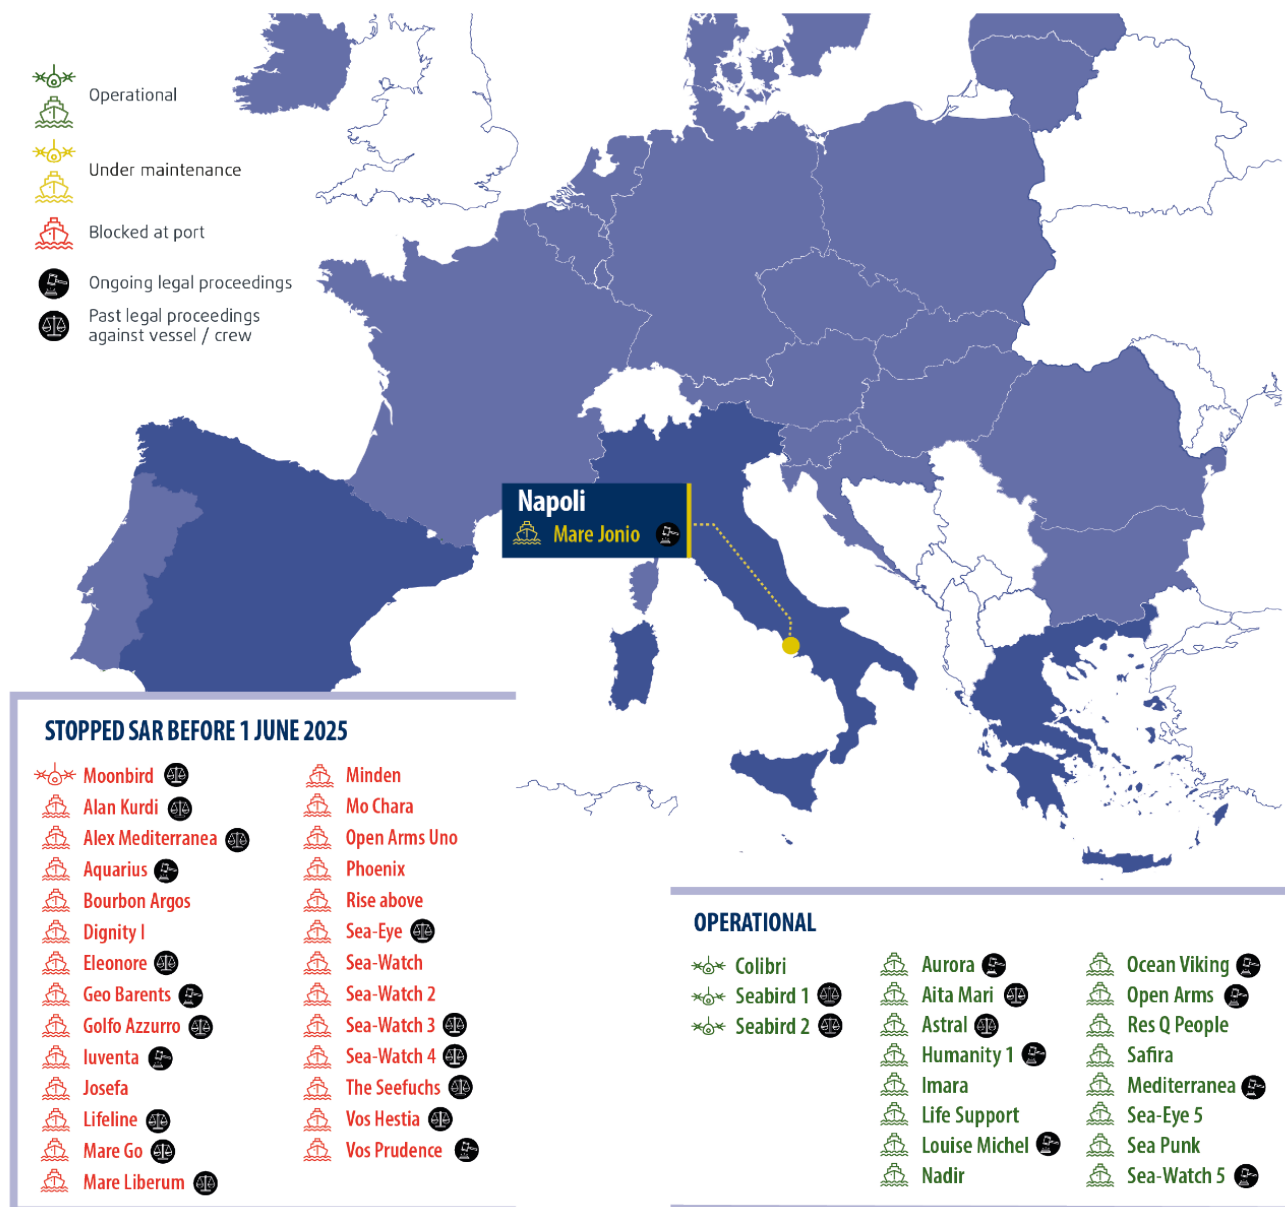 Operational
Under maintenance
Blocked at port
Ongoing legal proceedings
Past legal proceedings
against vessel / crew
Napoli
Mare Jonio
STOPPED SAR BEFORE 1 JUNE 2025
Moonbird
Alan Kurdi
Alex Mediterranea
Aquarius
Bourbon Argos
Dignity I
Eleonore
Geo Barents
Golfo Azzurro
Iuventa
Josefa
Lifeline
Mare Go
Mare Liberum
Minden
Mo Chara
Open Arms Uno
Phoenix
Rise above
Sea-Eye
Sea-Watch
Sea-Watch 2
Sea-Watch 3
Sea-Watch 4
The Seefuchs
Vos Hestia
Vos Prudence
OPERATIONAL
Colibri
Seabird 1
Seabird 2
Aurora
Aita Mari
Astral
Humanity 1
Imara
Life Support
Louise Michel
Nadir
Ocean Viking
Open Arms
Res Q People
Safira
Mediterranea
Sea-Eye 5
Sea Punk
Sea-Watch 5